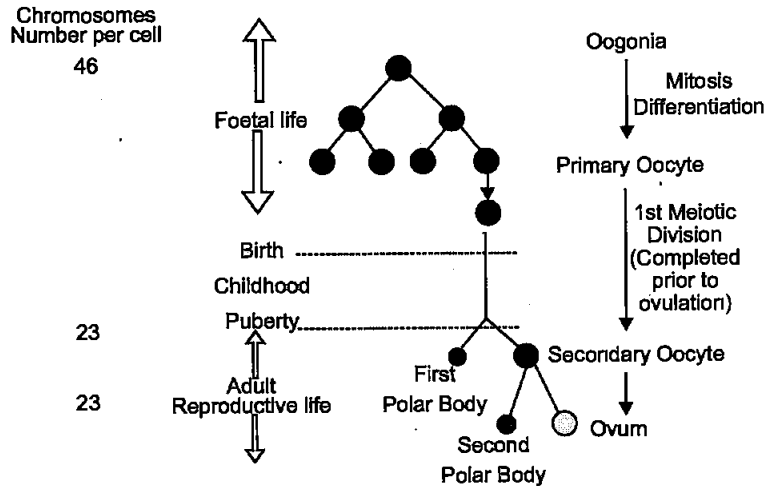 Chromosomes
Number per cell
46
Foetal life
Oogonia
Mitosis
Differentiation
Primary Oocyte
1st Meiotic
Division
(Completed
prior to
ovulation)
Birth
Childhood
Puberty
23
Secondary Oocyte
First
Polar Body
Adult
Reproductive life
23
Ovum
Second
Polar Body